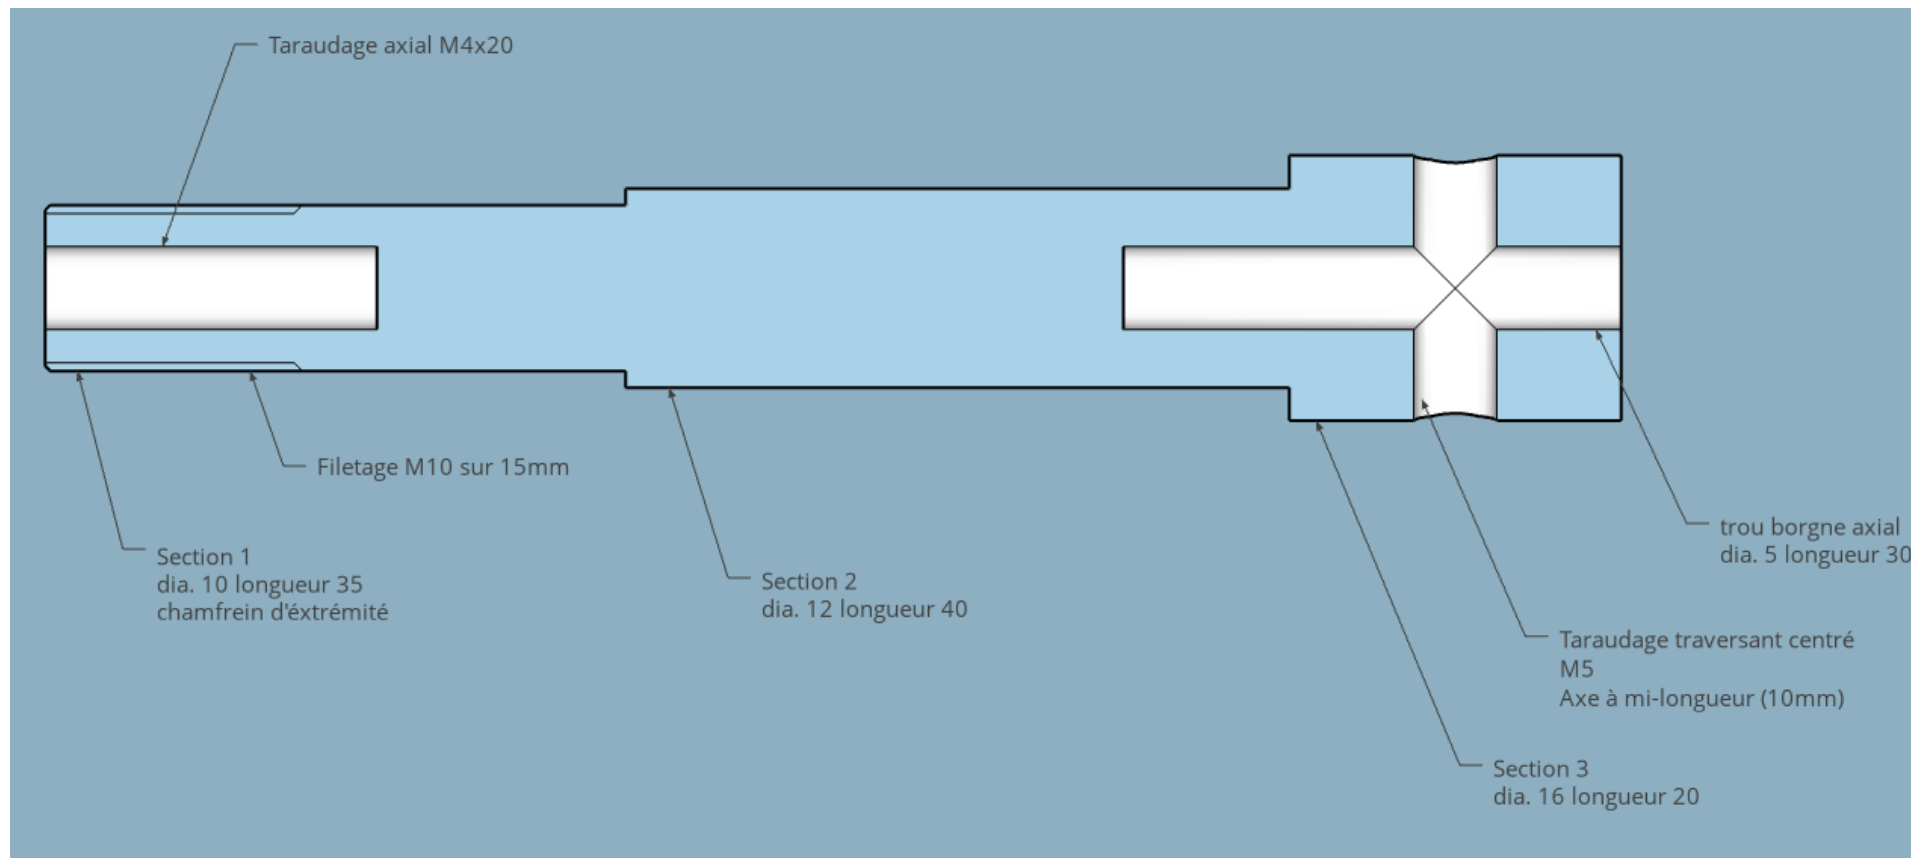 Taraudage axial M4x20
Filetage M10 sur 15mm
Section 1
dia. 10 longueur 35
chamfrein d'éxtrémité
Section 2
dia. 12 longueur 40
trou borgne axial
dia. 5 longueur 30
Taraudage traversant centré
M5
Axe à mi-longueur (10mm)
Section 3
dia. 16 longueur 20